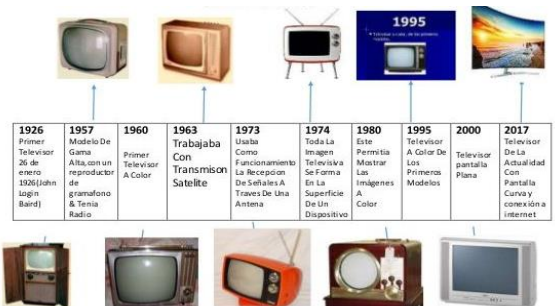 1995
1926
Primer
Televisor
26 de
enero
1926(John
Login
Baird)
1957
Modelo De
Gama
Alta,con un
reproductor
de
gramafono
& Tenia
Radio
1960
Primer
Televisor
A Color
1963
Trabajaba
Con
Transmison
Satelite
1973
Usaba
Como
Funcionamiento
La Recepcion
De Señales A
Traves De Una
Antena
1974
Toda La
Imagen
Televisiva
Se Forma
En La
Superficie
De Un
Dispositivo
1980
Este
Permitia
Mostrar
Las
Imágenes
A
Color
1995
Televisor
A Color De
Los
Primeros
Modelos
2000
Televisor
pantalla
Plana
2017
Televisor
De La
Actualidad
Con
Pantalla
Curva y
conexión a
internet